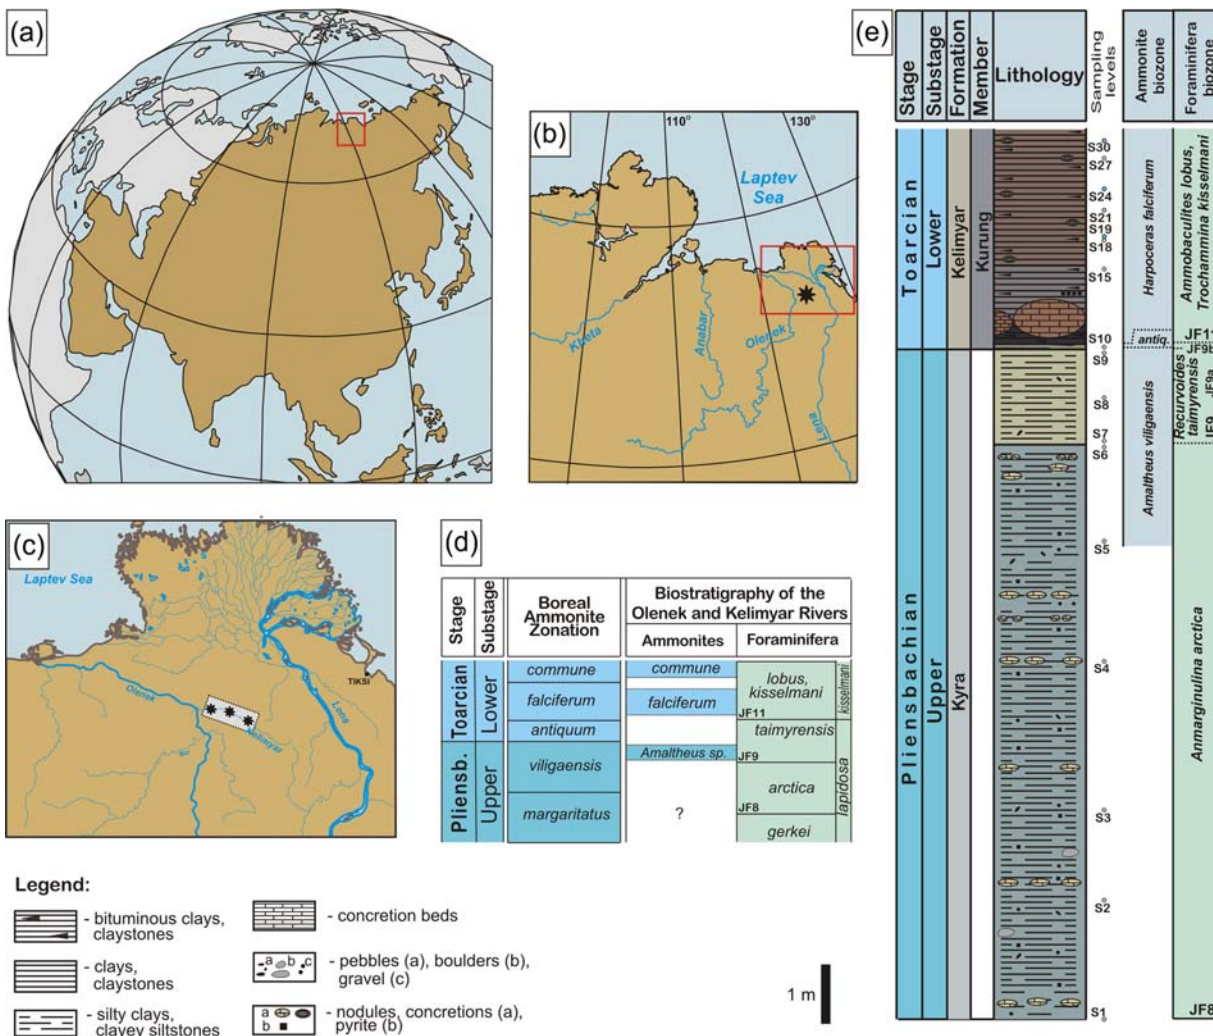 (a)
(b)
110°
130°
Laptev
Sea
Kheta
Anabar
Olenek
Lena
(c)
Laptev Sea
TIKSI
Olenek
Kelimyar
Lena
(d)
Stage
Substage
Boreal
Ammonite
Zonation
Biostratigraphy of the
Olenek and Kelimyar Rivers
Ammonites
Foraminifera
Toarcian
Lower
commune
falciferum
antiquum
commune
falciferum
lobus,
kisselmani
JF11
kisselmani
taimyrensis
Pliensb.
Upper
viligaensis
margaritatus
Amaltheus sp.
?
JF9
arctica
JF8
gerkei
lapidosa
(e)
Stage
Substage
Formation
Member
Lithology
Sampling
levels
Ammonite
biozone
Foraminifera
biozone
Toarcian
Lower
Kelimyar
Kurung
S30
S27
S24
S21
S19
S18
S15
S10
Harpoceras falciferum
antiq.
Ammobaculites lobus,
Trochammina kisselmani
JF11
JF9b
Pliensbachian
Upper
Kyra
S9
S8
S7
S6
S5
S4
S3
S2
S1
Amaltheus viligaensis
Recurvoides
taimyrensis
JF9a
JF9
Anmarginulina arctica
JF8
Legend:
- bituminous clays,
claystones
- clays,
claystones
- silty clays,
clayey siltstones
- concretion beds
a b c
- pebbles (a), boulders (b),
gravel (c)
a
b
- nodules, concretions (a),
pyrite (b)
1 m